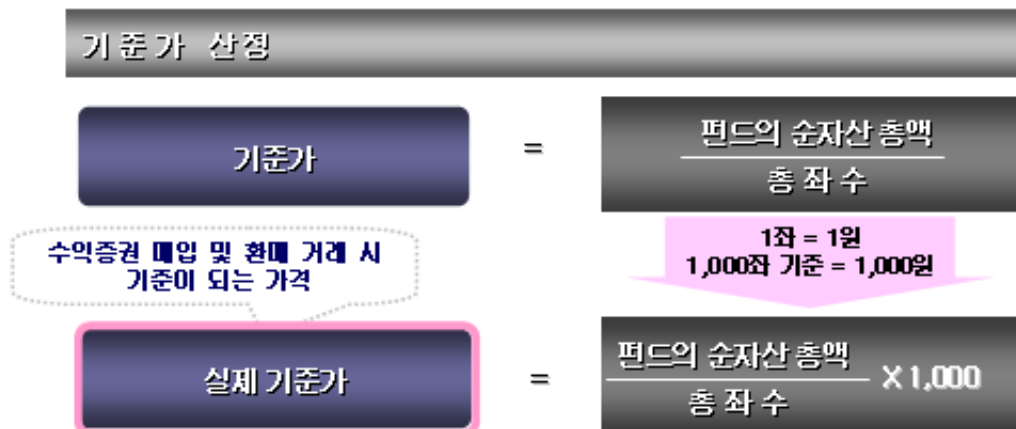 기준가 산정
기준가
=
펀드의 순자산 총액
총 좌 수
수익증권 매입 및 환매 거래 시
기준이 되는 가격
1좌 = 1원
1,000좌 기준 = 1,000원
실제 기준가
=
펀드의 순자산 총액
총 좌 수
X 1,000